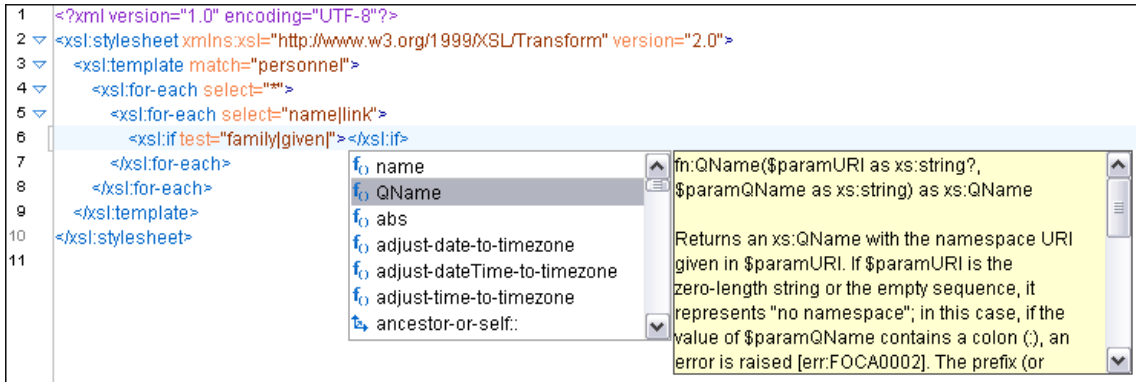 1 <?xml version="1.0" encoding="UTF-8"?>
2 <xsl:stylesheet xmlns:xsl="http://www.w3.org/1999/XSL/Transform" version="2.0">
3 <xsl:template match="personnel">
4 <xsl:for-each select="*">
5 <xsl:for-each select="name|link">
6 <xsl:if test="family|given|"></xsl:if>
7 </xsl:for-each>
8 </xsl:for-each>
9 </xsl:template>
10 </xsl:stylesheet>
11
f() name
f() QName
f() abs
f() adjust-date-to-timezone
f() adjust-dateTime-to-timezone
f() adjust-time-to-timezone
ancestor-or-self::
fn:QName($paramURI as xs:string?,
$paramQName as xs:string) as xs:QName
Returns an xs:QName with the namespace URI
given in $paramURI. If $paramURI is the
zero-length string or the empty sequence, it
represents "no namespace"; in this case, if the
value of $paramQName contains a colon (:), an
error is raised [err:FOCA0002]. The prefix (or